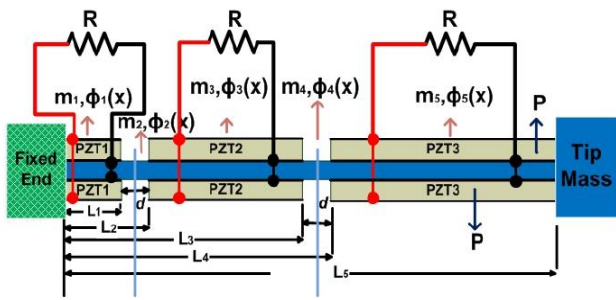 R R R
m₁,ϕ₁(x) m₂,ϕ₂(x) m₃,ϕ₃(x) m₄,ϕ₄(x) m₅,ϕ₅(x) P
Fixed
End
PZT1 PZT2 PZT3
PZT1 PZT2 PZT3
Tip
Mass
L₁ d d P
L₂
L₃
L₄
L₅